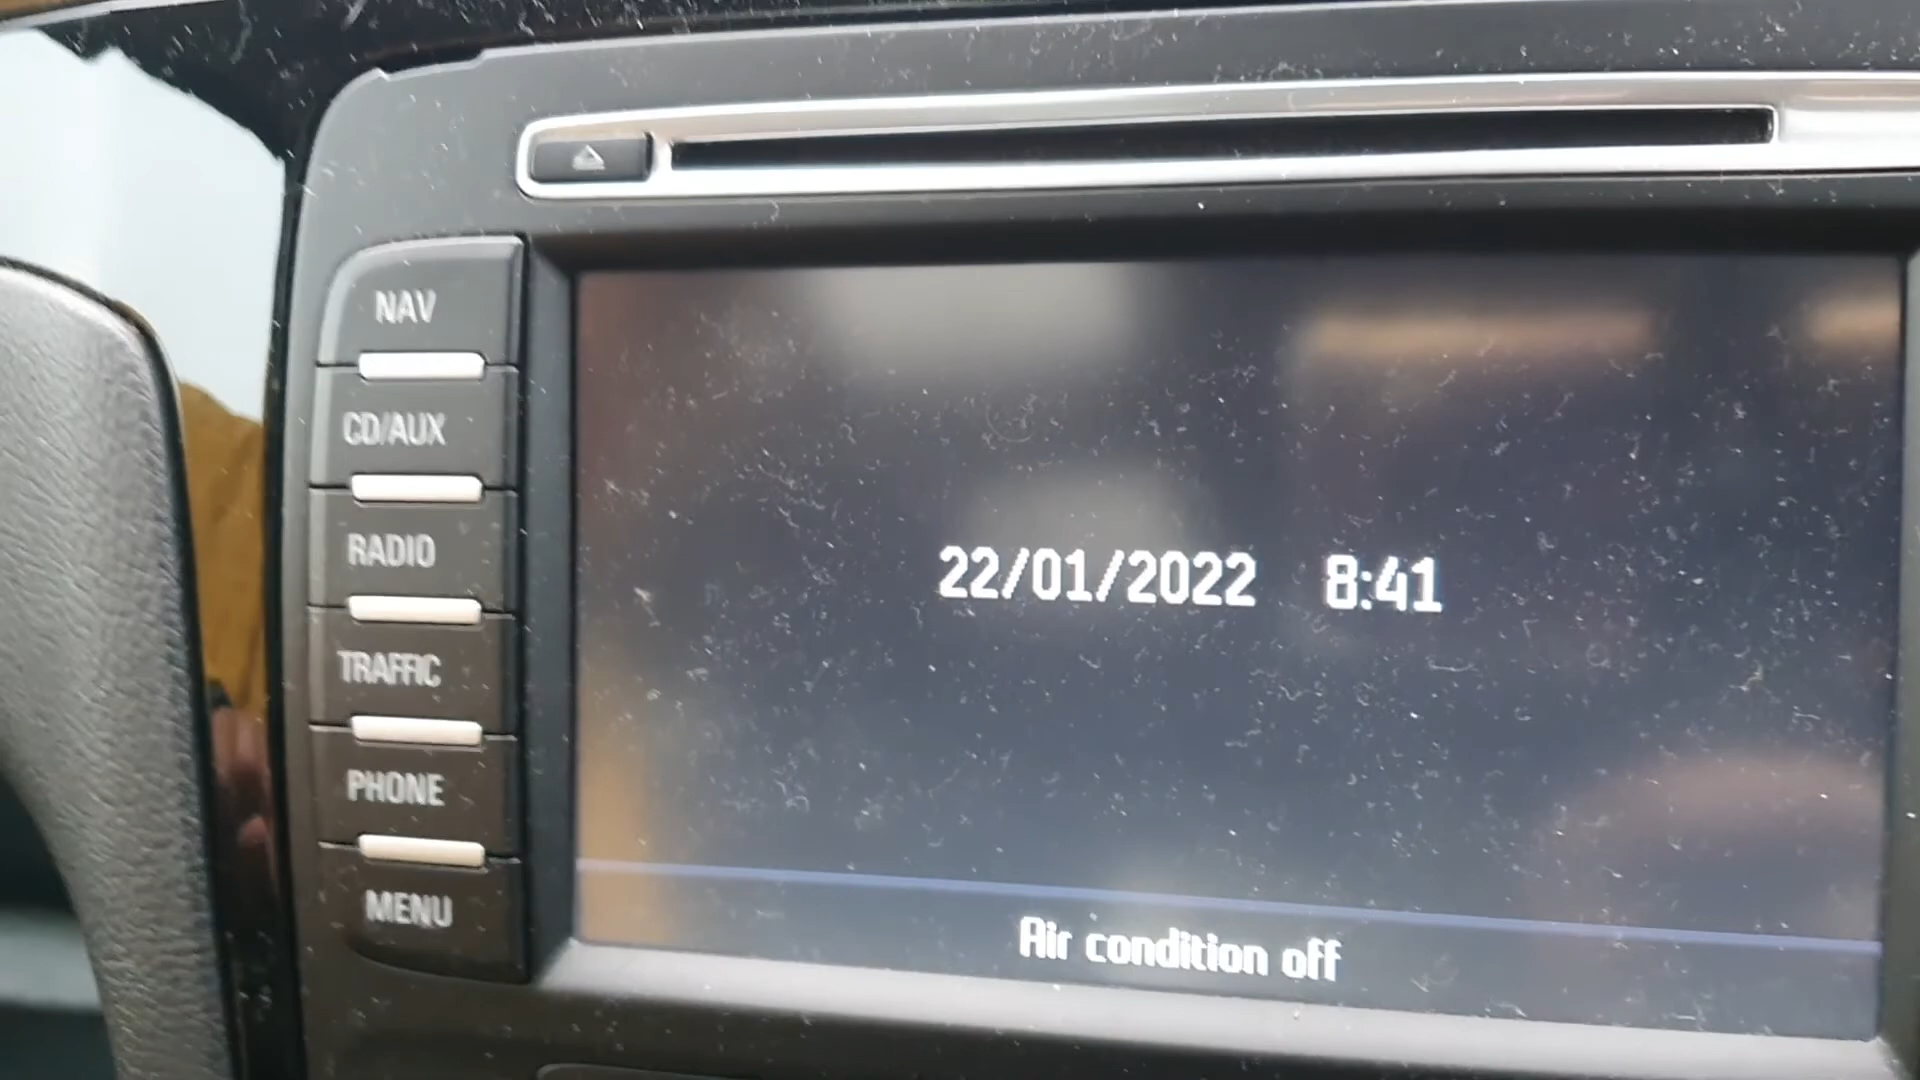 NAV
CD/AUX
RADIO
TRAFFIC
PHONE
MENU
22/01/2022 8:41
Air condition off